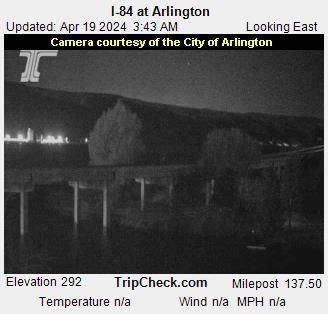 I-84 at Arlington
Updated: Apr 19 2024 3:43 AM Looking East
Camera courtesy of the City of Arlington
Elevation 292 TripCheck.com Milepost 137.50
Temperature n/a Wind n/a MPH n/a